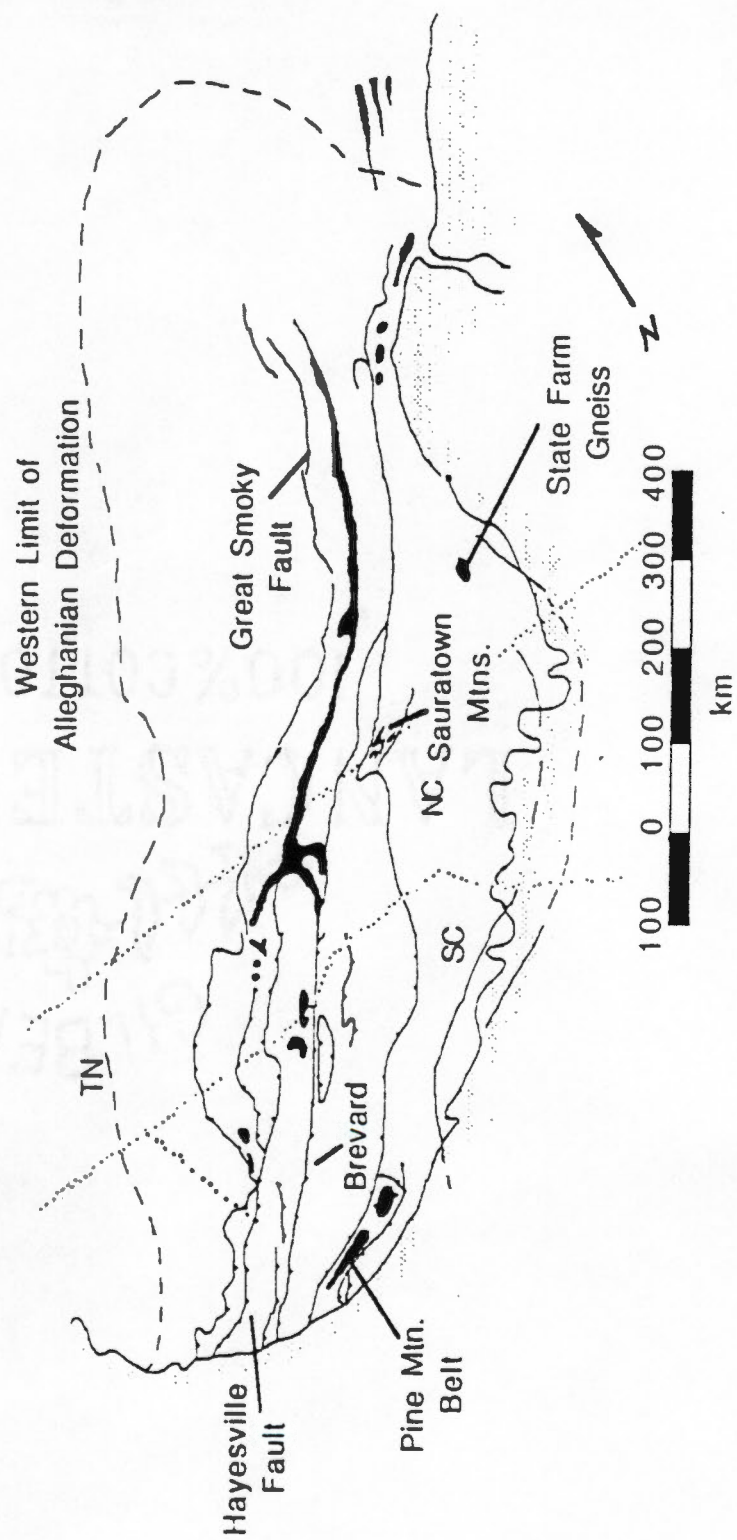 Western Limit of
Alleghanian Deformation
TN
Great Smoky
Fault
Hayesville
Fault
Brevard
Pine Mtn.
Belt
SC
NC
Sauratown
Mtns.
State Farm
Gneiss
N
100 0 100 200 300 400
km